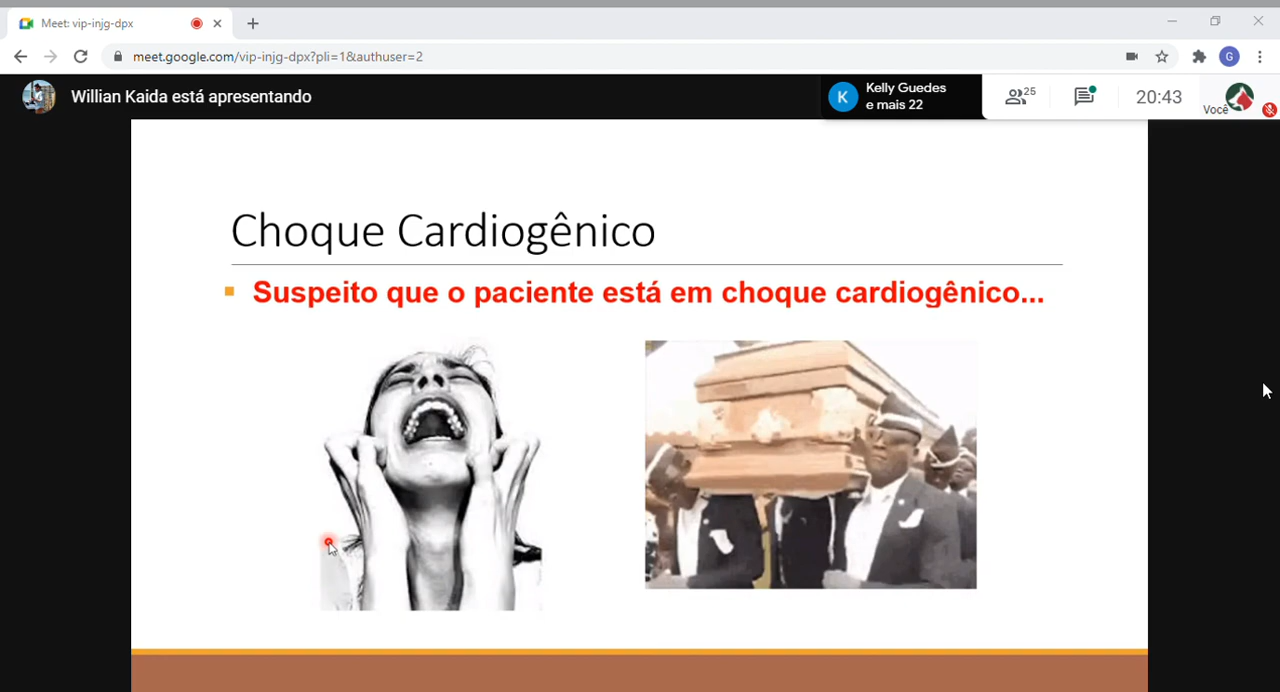 Meet: vip-injg-dpx
meet.google.com/vip-injg-dpx?pli=1&authuser=2
G
Willian Kaida está apresentando
K
Kelly Guedes
e mais 22
25
20:43
Você
Choque Cardiogênico
Suspeito que o paciente está em choque cardiogênico...